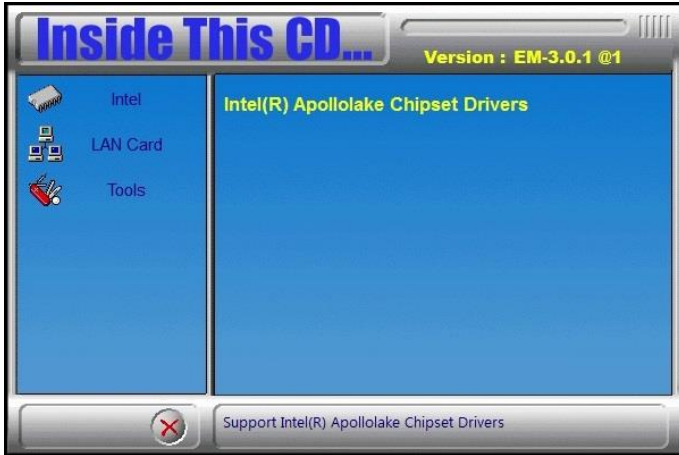 Inside This CD...
Version : EM-3.0.1 @1
Intel
LAN Card
Tools
Intel(R) Apollolake Chipset Drivers
Support Intel(R) Apollolake Chipset Drivers